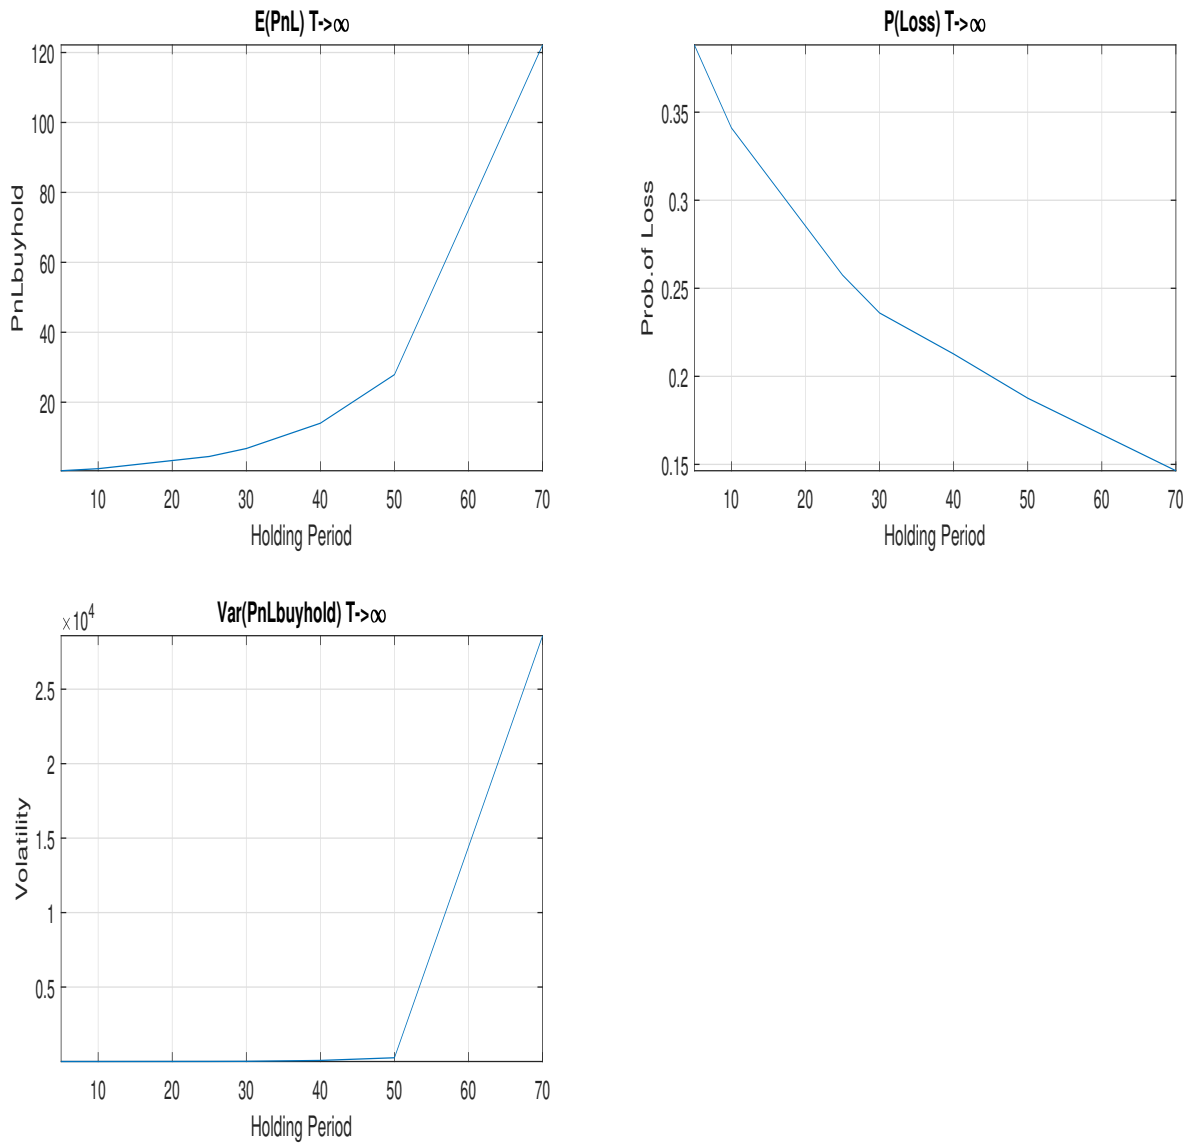 E(PnL) T->∞
PnLbuyhold
120
100
80
60
40
20
10 20 30 40 50 60 70
Holding Period
P(Loss) T->∞
Prob.of Loss
0.35
0.3
0.25
0.2
0.15
10 20 30 40 50 60 70
Holding Period
Var(PnLbuyhold) T->∞
×10⁴
Volatility
2.5
2
1.5
1
0.5
10 20 30 40 50 60 70
Holding Period